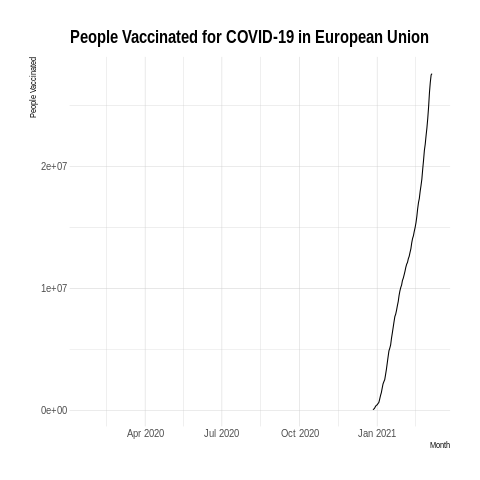 People Vaccinated for COVID-19 in European Union
People Vaccinated
2e+07
1e+07
0e+00
Apr 2020
Jul 2020
Oct 2020
Jan 2021
Month